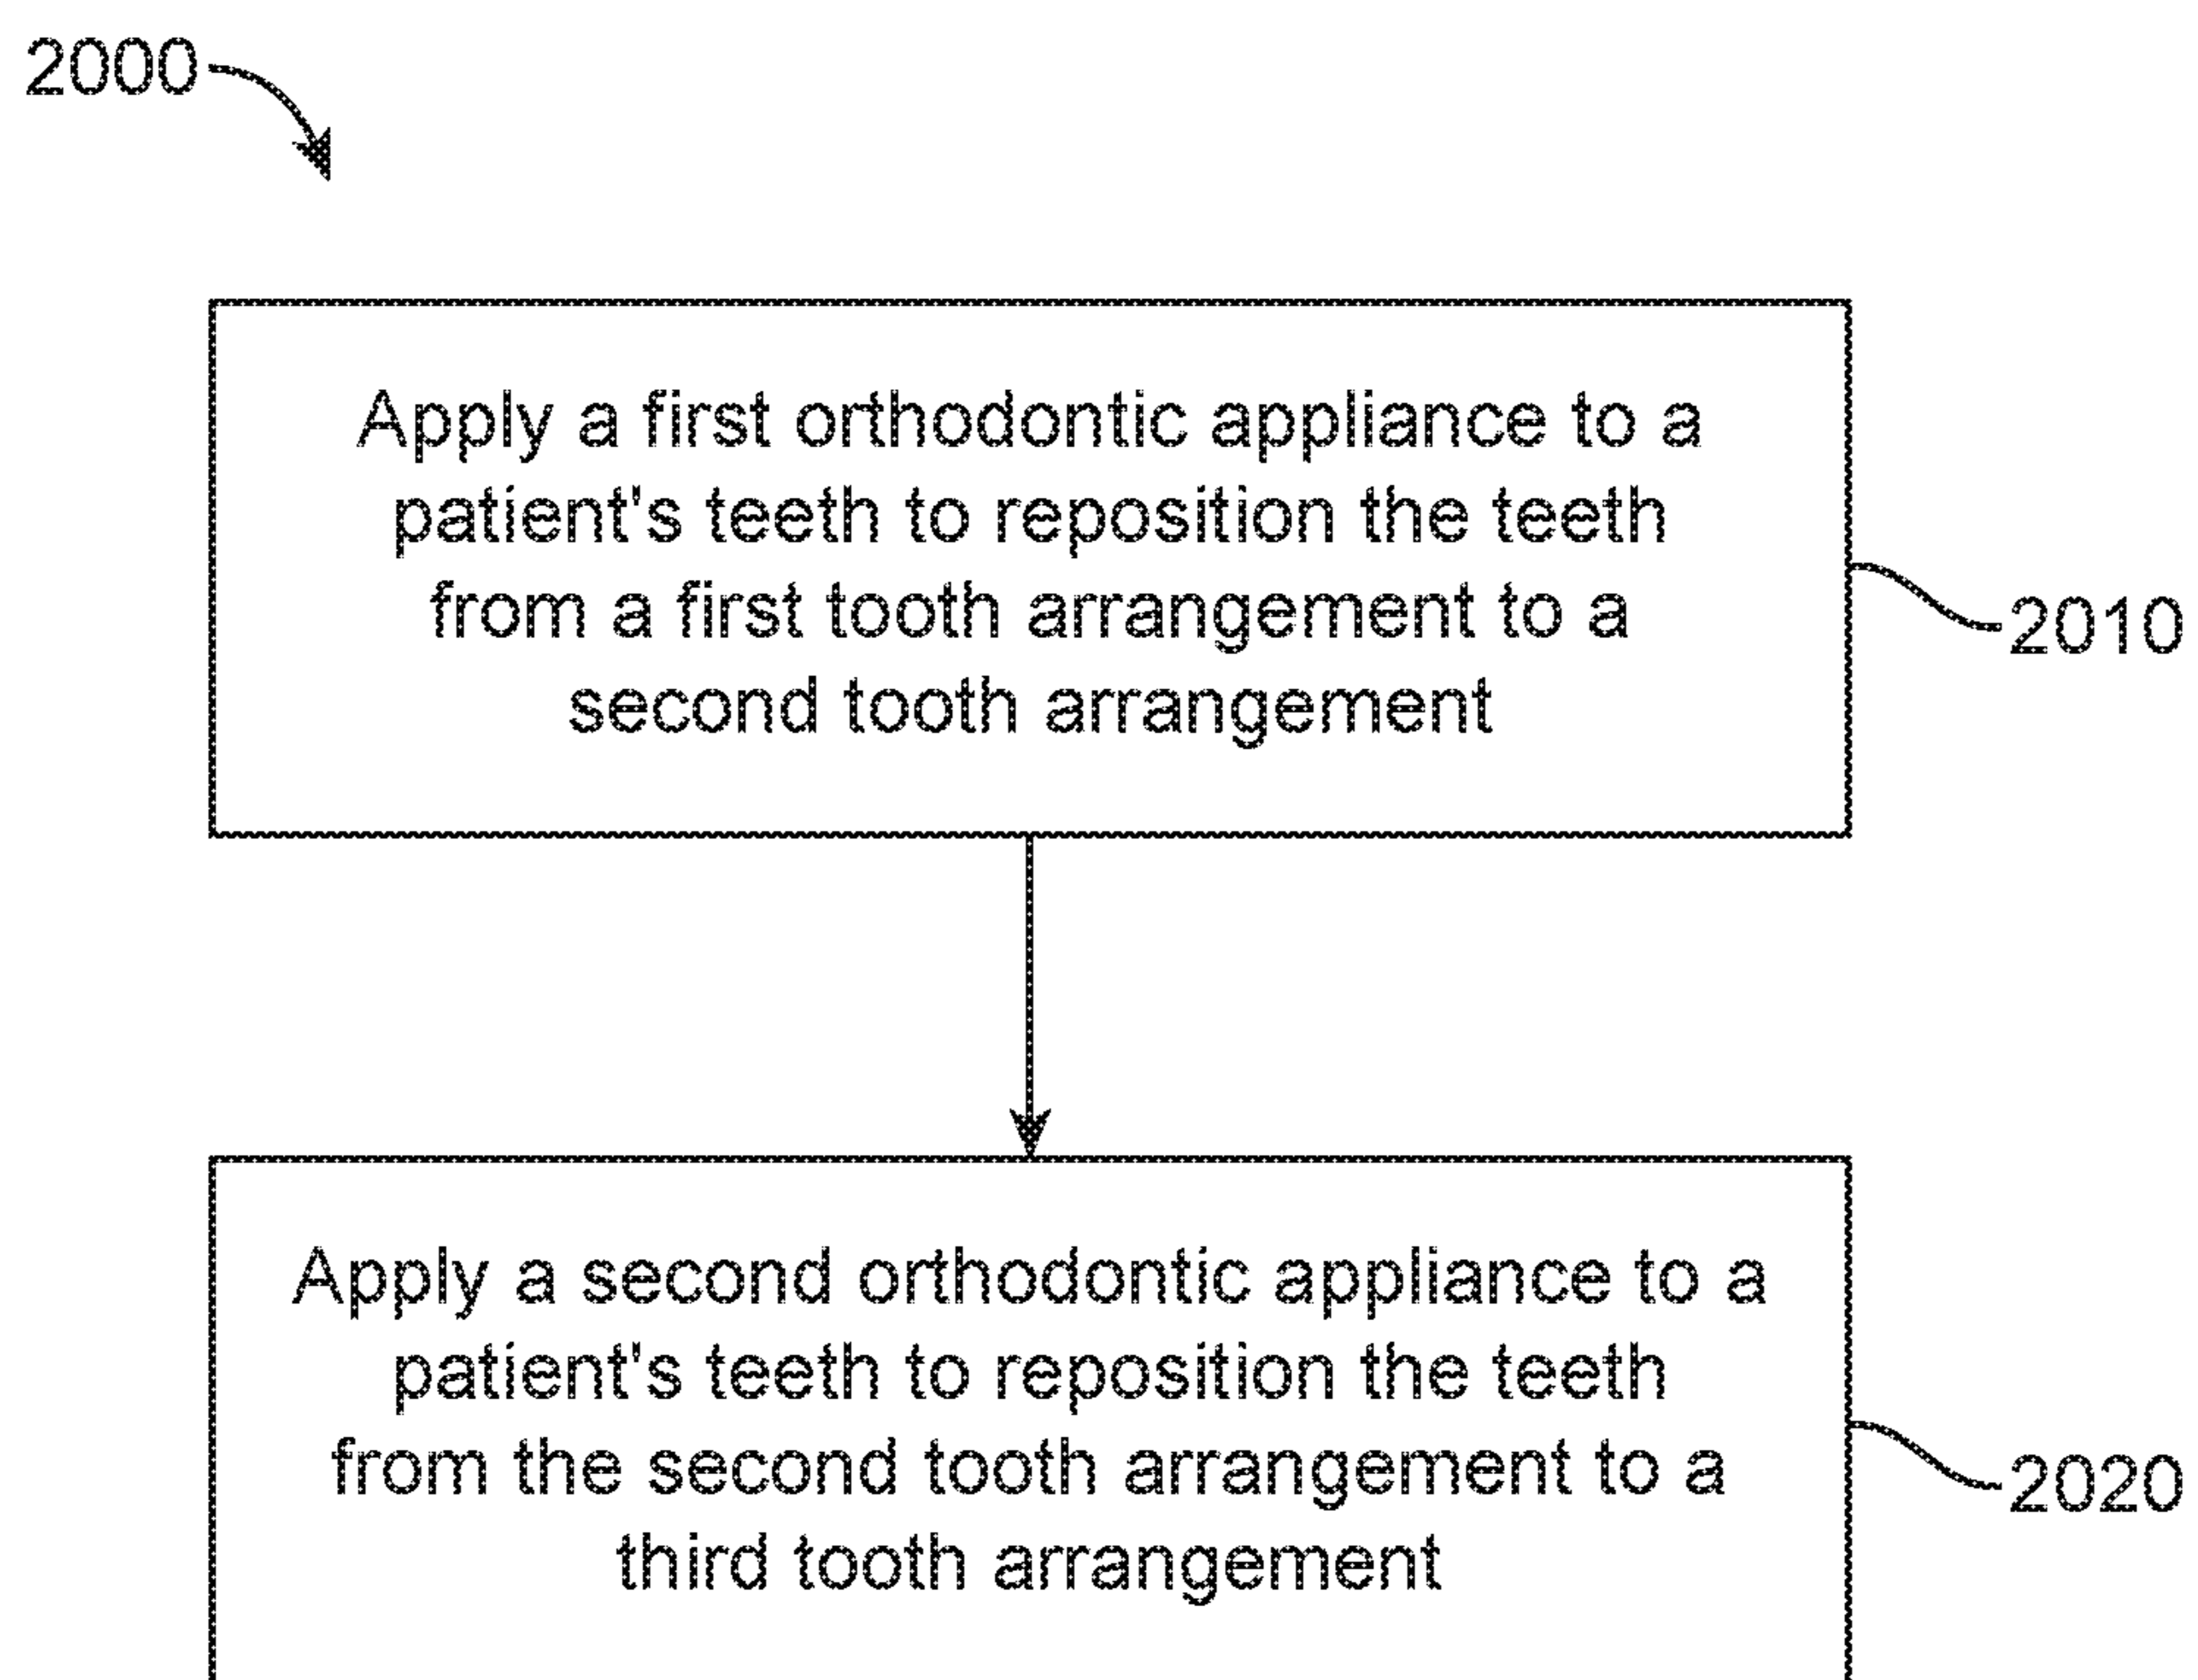 2000
Apply a first orthodontic appliance to a
patient's teeth to reposition the teeth
from a first tooth arrangement to a
second tooth arrangement
2010
Apply a second orthodontic appliance to a
patient's teeth to reposition the teeth
from the second tooth arrangement to a
third tooth arrangement
2020